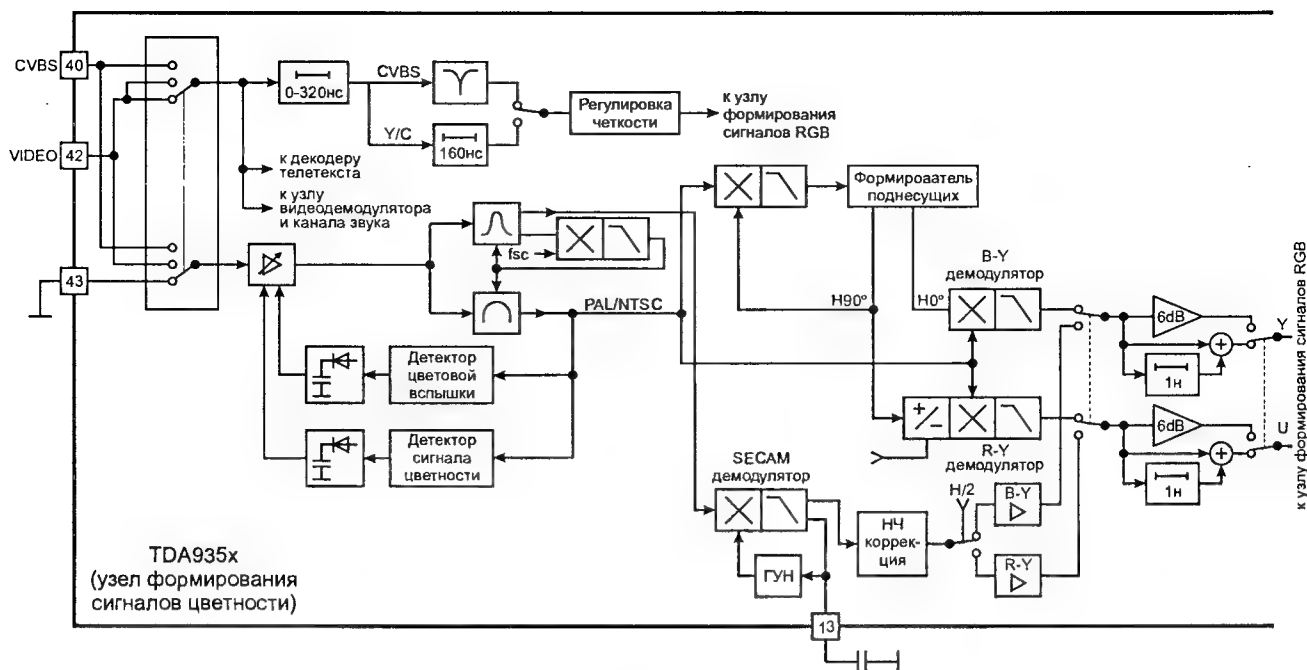 CVBS
40
VIDEO
42
43
0-320нс
CVBS
Y/C
160нс
Регулировка
четкости
к узлу
формирования
сигналов RGB
к декодеру
телетекста
к узлу
видеодемодулятора
и канала звука
fsc
PAL/NTSC
Детектор
цветовой
вспышки
Детектор
сигнала
цветности
Формироаатель
поднесущих
H90°
H0°
B-Y
демодулятор
+/-
R-Y
демодулятор
SECAM
демодулятор
ГУН
13
НЧ
коррек-
ция
H/2
B-Y
R-Y
6dB
+
1н
Y
6dB
+
1н
U
к узлу формирования сигналов RGB
TDA935x
(узел формирования
сигналов цветности)